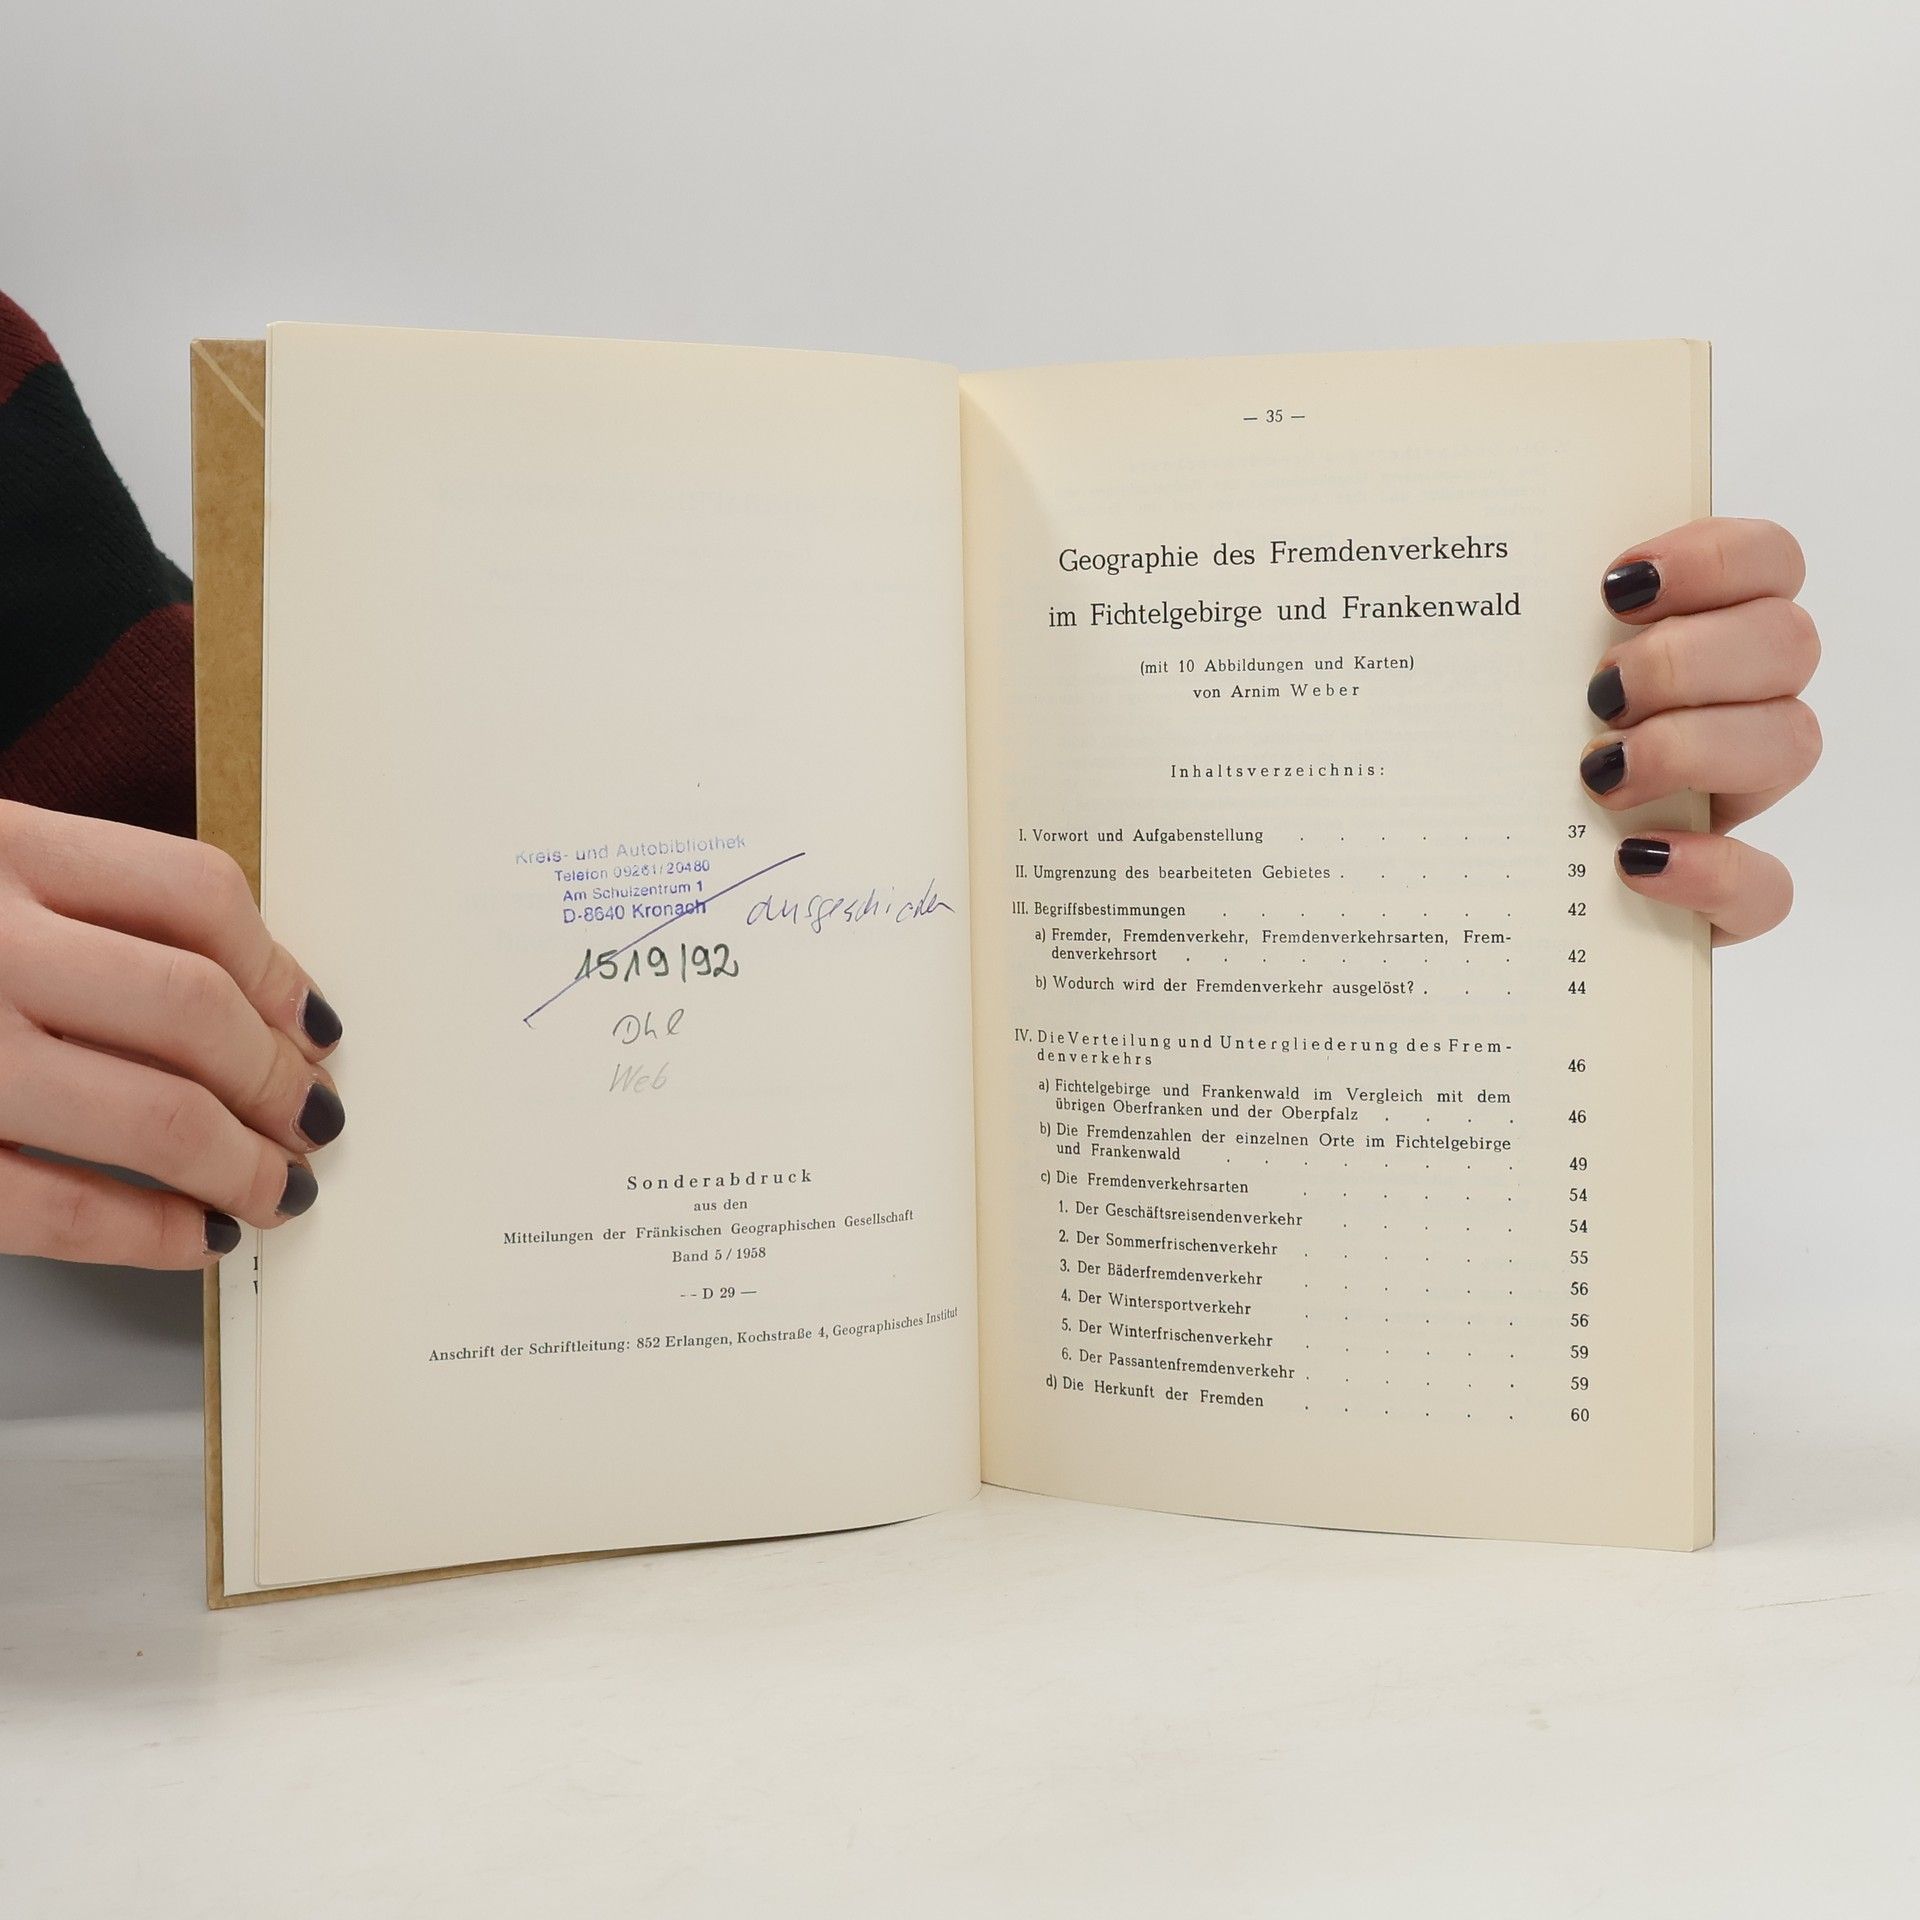 Kreis- und Autobibliothek
Telefon 09261/20480
Am Schulzentrum 1
D-8640 Kronach
ausgeschieden
1519/92
Dhl
Web
Sonderabdruck
aus den
Mitteilungen der Fränkischen Geographischen Gesellschaft
Band 5 / 1958
-- D 29 —
Anschrift der Schriftleitung: 852 Erlangen, Kochstraße 4, Geographisches Institut
— 35 —
Geographie des Fremdenverkehrs
im Fichtelgebirge und Frankenwald
(mit 10 Abbildungen und Karten)
von Arnim Weber
Inhaltsverzeichnis:
I. Vorwort und Aufgabenstellung . . . . . . 37
II. Umgrenzung des bearbeiteten Gebietes . . . . . 39
III. Begriffsbestimmungen . . . . . . . . 42
a) Fremder, Fremdenverkehr, Fremdenverkehrsarten, Frem-
denverkehrsort . . . . . . . . . 42
b) Wodurch wird der Fremdenverkehr ausgelöst? . . . 44
IV. Die Verteilung und Untergliederung des Frem-
denverkehrs 46
a) Fichtelgebirge und Frankenwald im Vergleich mit dem
übrigen Oberfranken und der Oberpfalz . . . . 46
b) Die Fremdenzahlen der einzelnen Orte im Fichtelgebirge
und Frankenwald . . . . . . . . 49
c) Die Fremdenverkehrsarten . . . . . . 54
1. Der Geschäftsreisendenverkehr . . . . . 54
2. Der Sommerfrischenverkehr . . . . . . 55
3. Der Bäderfremdenverkehr . . . . . . 56
4. Der Wintersportverkehr . . . . . . 56
5. Der Winterfrischenverkehr . . . . . . 59
6. Der Passantenfremdenverkehr . . . . . . 59
d) Die Herkunft der Fremden . . . . . . 60